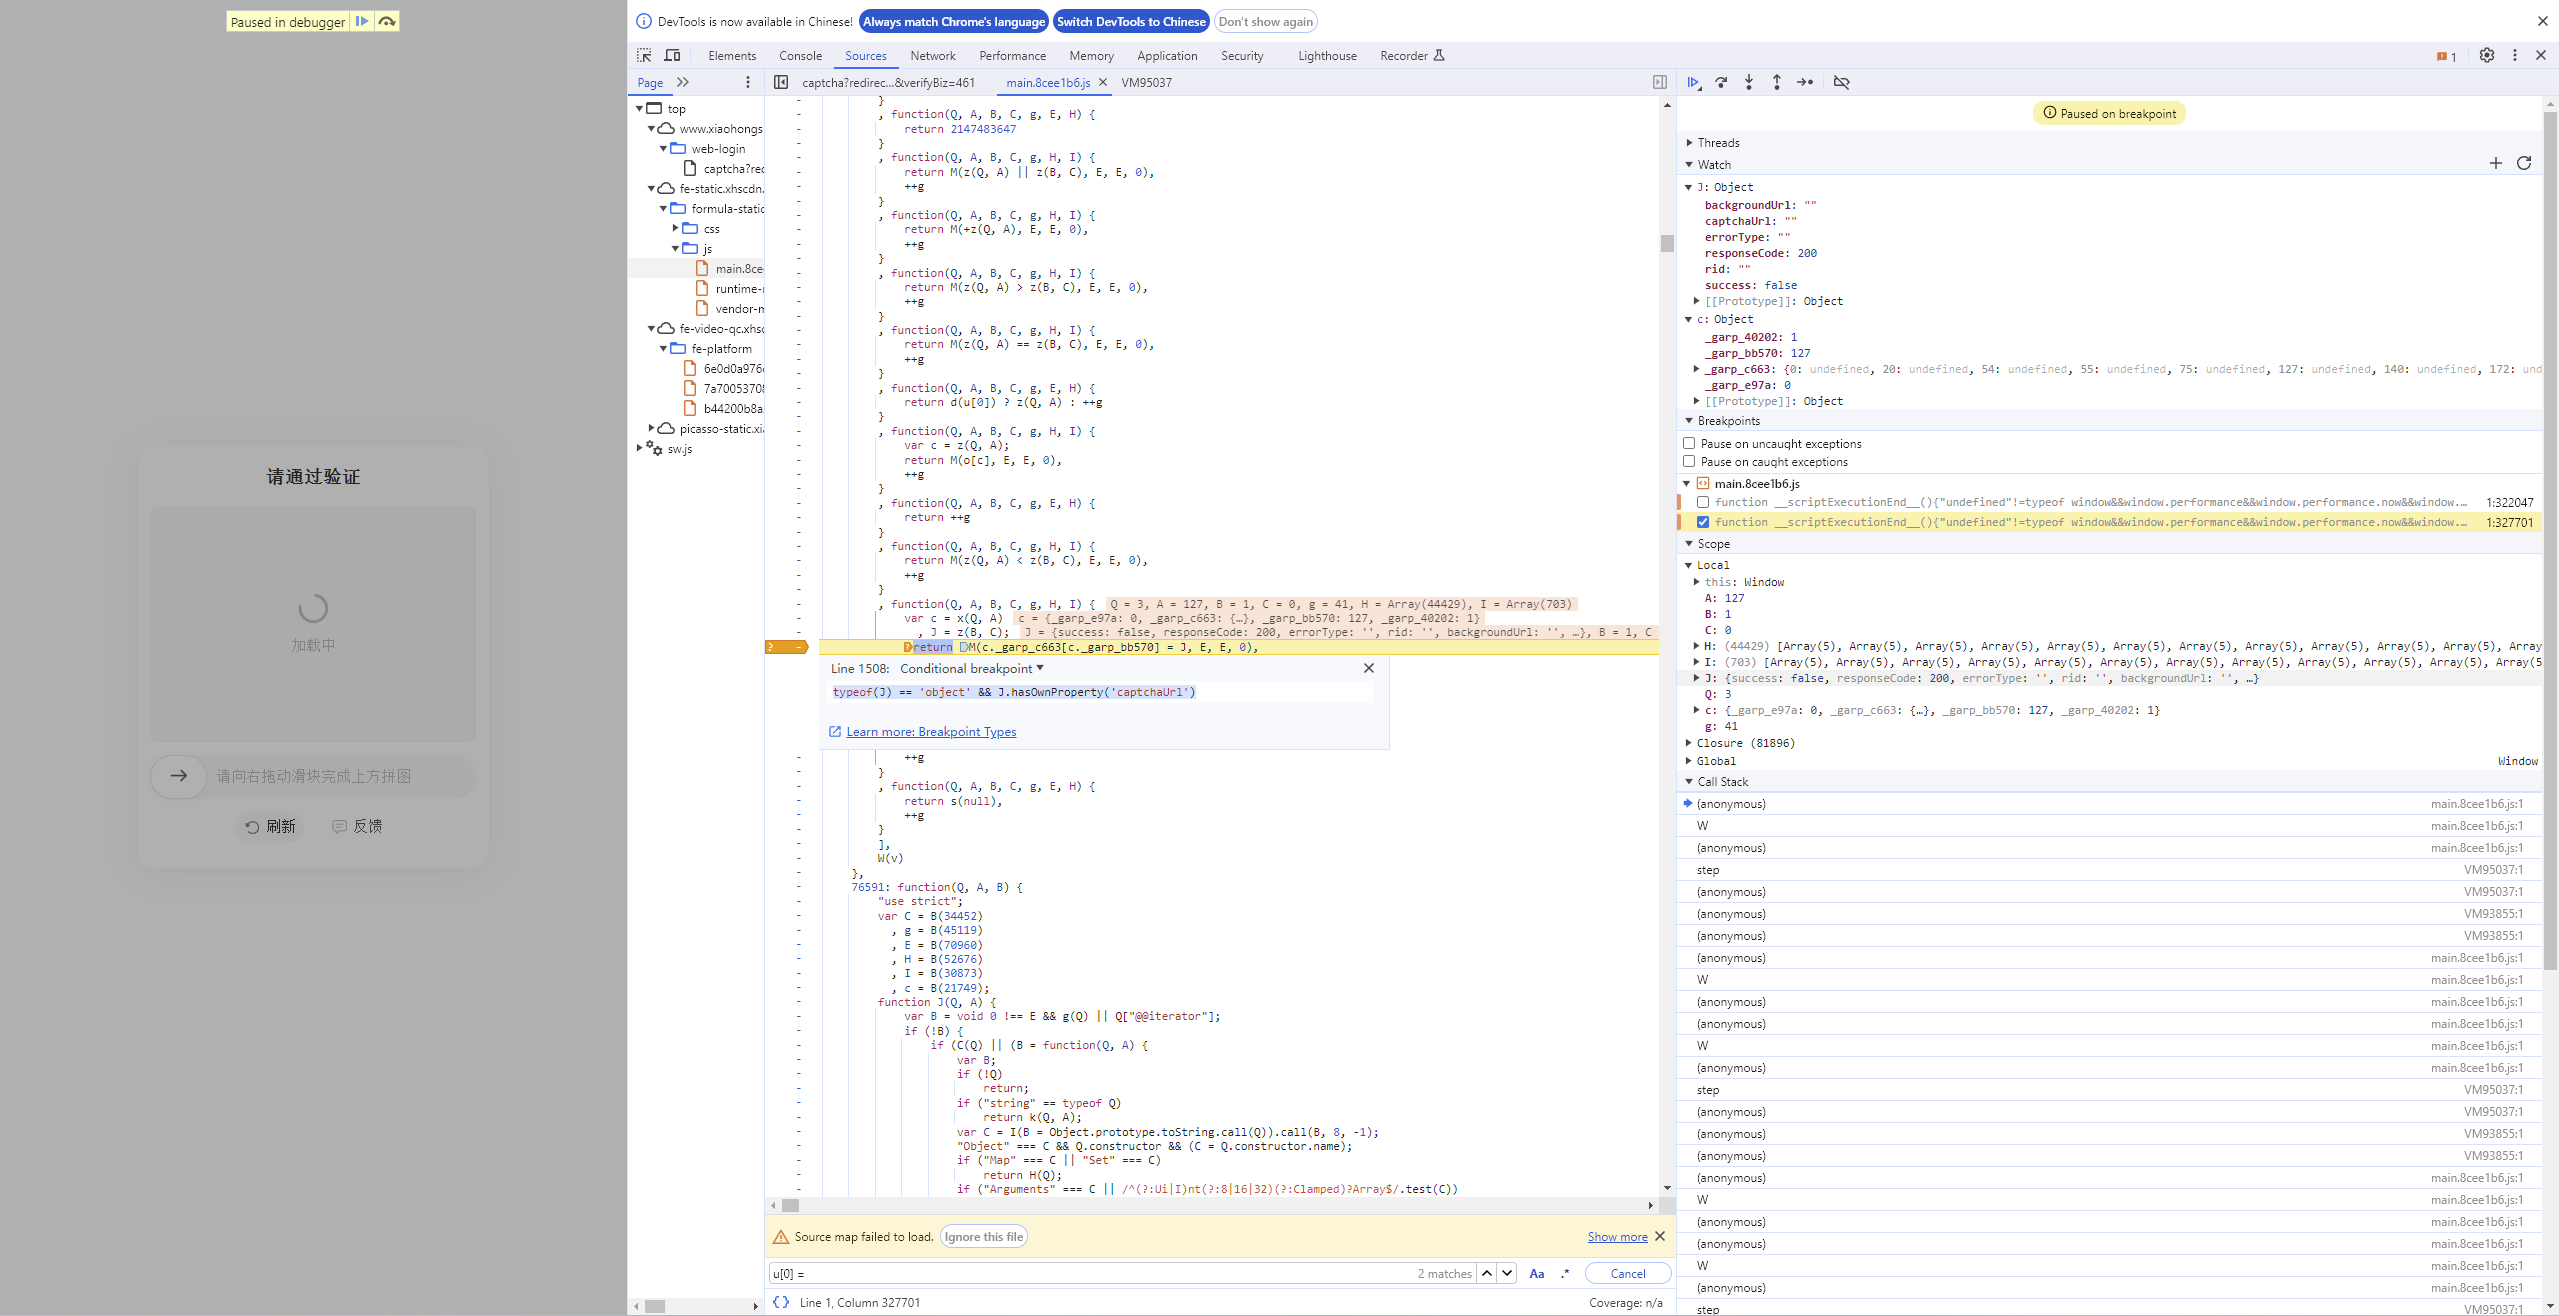 Paused in debugger
请通过验证
加载中
请向右拖动滑块完成上方拼图
刷新 反馈
DevTools is now available in Chinese! Always match Chrome's language Switch DevTools to Chinese Don't show again
Elements Console Sources Network Performance Memory Application Security Lighthouse Recorder 1
Page
top
www.xiaohongs
web-login
captcha?red
fe-static.xhscdn.
formula-static
css
js
main.8cee
runtime-
vendor-m
fe-video-qc.xhsc
fe-platform
6e0d0a976
7a7005370
b44200b8a
picasso-static.xi
sw.js
captcha?redirec...&verifyBiz=461 main.8cee1b6.js VM95037
}
, function(Q, A, B, C, g, E, H) {
return 2147483647
}
, function(Q, A, B, C, g, H, I) {
return M(z(Q, A) || z(B, C), E, E, 0),
++g
}
, function(Q, A, B, C, g, H, I) {
return M(+z(Q, A), E, E, 0),
++g
}
, function(Q, A, B, C, g, H, I) {
return M(z(Q, A) > z(B, C), E, E, 0),
++g
}
, function(Q, A, B, C, g, H, I) {
return M(z(Q, A) == z(B, C), E, E, 0),
++g
}
, function(Q, A, B, C, g, E, H) {
return d(u[0]) ? z(Q, A) : ++g
}
, function(Q, A, B, C, g, H, I) {
var c = z(Q, A);
return M(o[c], E, E, 0),
++g
}
, function(Q, A, B, C, g, E, H) {
return ++g
}
, function(Q, A, B, C, g, H, I) {
return M(z(Q, A) < z(B, C), E, E, 0),
++g
}
, function(Q, A, B, C, g, H, I) { Q = 3, A = 127, B = 1, C = 0, g = 41, H = Array(44429), I = Array(703)
var c = x(Q, A) c = {_garp_e97a: 0, _garp_c663: {…}, _garp_bb570: 127, _garp_40202: 1}
, J = z(B, C); J = {success: false, responseCode: 200, errorType: '', rid: '', backgroundUrl: '', …}, B = 1, C
return M(c._garp_c663[c._garp_bb570] = J, E, E, 0),
Line 1508: Conditional breakpoint
typeof(J) == 'object' && J.hasOwnProperty('captchaUrl')
Learn more: Breakpoint Types
++g
}
, function(Q, A, B, C, g, E, H) {
return s(null),
++g
}
],
W(v)
},
76591: function(Q, A, B) {
"use strict";
var C = B(34452)
, g = B(45119)
, E = B(70960)
, H = B(52676)
, I = B(30873)
, c = B(21749);
function J(Q, A) {
var B = void 0 !== E && g(Q) || Q["@@iterator"];
if (!B) {
if (C(Q) || (B = function(Q, A) {
var B;
if (!Q)
return;
if ("string" == typeof Q)
return k(Q, A);
var C = I(B = Object.prototype.toString.call(Q)).call(B, 8, -1);
"Object" === C && Q.constructor && (C = Q.constructor.name);
if ("Map" === C || "Set" === C)
return H(Q);
if ("Arguments" === C || /^(?:Ui|I)nt(?:8|16|32)(?:Clamped)?Array$/.test(C))
Source map failed to load. Ignore this file Show more
u[0] = 2 matches Aa .* Cancel
{} Line 1, Column 327701 Coverage: n/a
Paused on breakpoint
Threads
Watch
J: Object
backgroundUrl: ""
captchaUrl: ""
errorType: ""
responseCode: 200
rid: ""
success: false
[[Prototype]]: Object
c: Object
_garp_40202: 1
_garp_bb570: 127
_garp_c663: {0: undefined, 20: undefined, 54: undefined, 55: undefined, 75: undefined, 127: undefined, 140: undefined, 172: und
_garp_e97a: 0
[[Prototype]]: Object
Breakpoints
Pause on uncaught exceptions
Pause on caught exceptions
main.8cee1b6.js
function __scriptExecutionEnd__(){"undefined"!=typeof window&&window.performance&&window.performance.now&&window.… 1:322047
function __scriptExecutionEnd__(){"undefined"!=typeof window&&window.performance&&window.performance.now&&window.… 1:327701
Scope
Local
this: Window
A: 127
B: 1
C: 0
H: (44429) [Array(5), Array(5), Array(5), Array(5), Array(5), Array(5), Array(5), Array(5), Array(5), Array(5), Array(5), Array
I: (703) [Array(5), Array(5), Array(5), Array(5), Array(5), Array(5), Array(5), Array(5), Array(5), Array(5), Array(5), Array(5
J: {success: false, responseCode: 200, errorType: '', rid: '', backgroundUrl: '', …}
Q: 3
c: {_garp_e97a: 0, _garp_c663: {…}, _garp_bb570: 127, _garp_40202: 1}
g: 41
Closure (81896)
Global Window
Call Stack
(anonymous) main.8cee1b6.js:1
W main.8cee1b6.js:1
(anonymous) main.8cee1b6.js:1
step VM95037:1
(anonymous) VM95037:1
(anonymous) VM93855:1
(anonymous) VM93855:1
(anonymous) main.8cee1b6.js:1
W main.8cee1b6.js:1
(anonymous) main.8cee1b6.js:1
(anonymous) main.8cee1b6.js:1
W main.8cee1b6.js:1
(anonymous) main.8cee1b6.js:1
step VM95037:1
(anonymous) VM95037:1
(anonymous) VM93855:1
(anonymous) VM93855:1
(anonymous) main.8cee1b6.js:1
W main.8cee1b6.js:1
(anonymous) main.8cee1b6.js:1
(anonymous) main.8cee1b6.js:1
W main.8cee1b6.js:1
(anonymous) main.8cee1b6.js:1
step VM95037:1